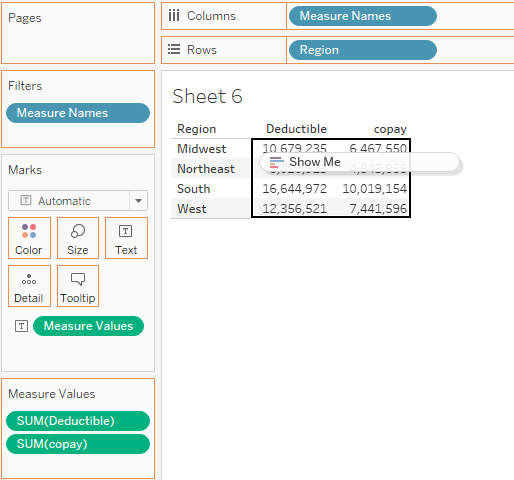 Pages
Columns Measure Names
Rows Region
Filters
Measure Names
Sheet 6
Region Deductible copay
Midwest 10,679,235 6,467,550
Northeast
Show Me
South 16,644,972 10,019,154
West 12,356,521 7,441,596
Marks
T Automatic
Color Size T Text
Detail Tooltip
T Measure Values
Measure Values
SUM(Deductible)
SUM(copay)